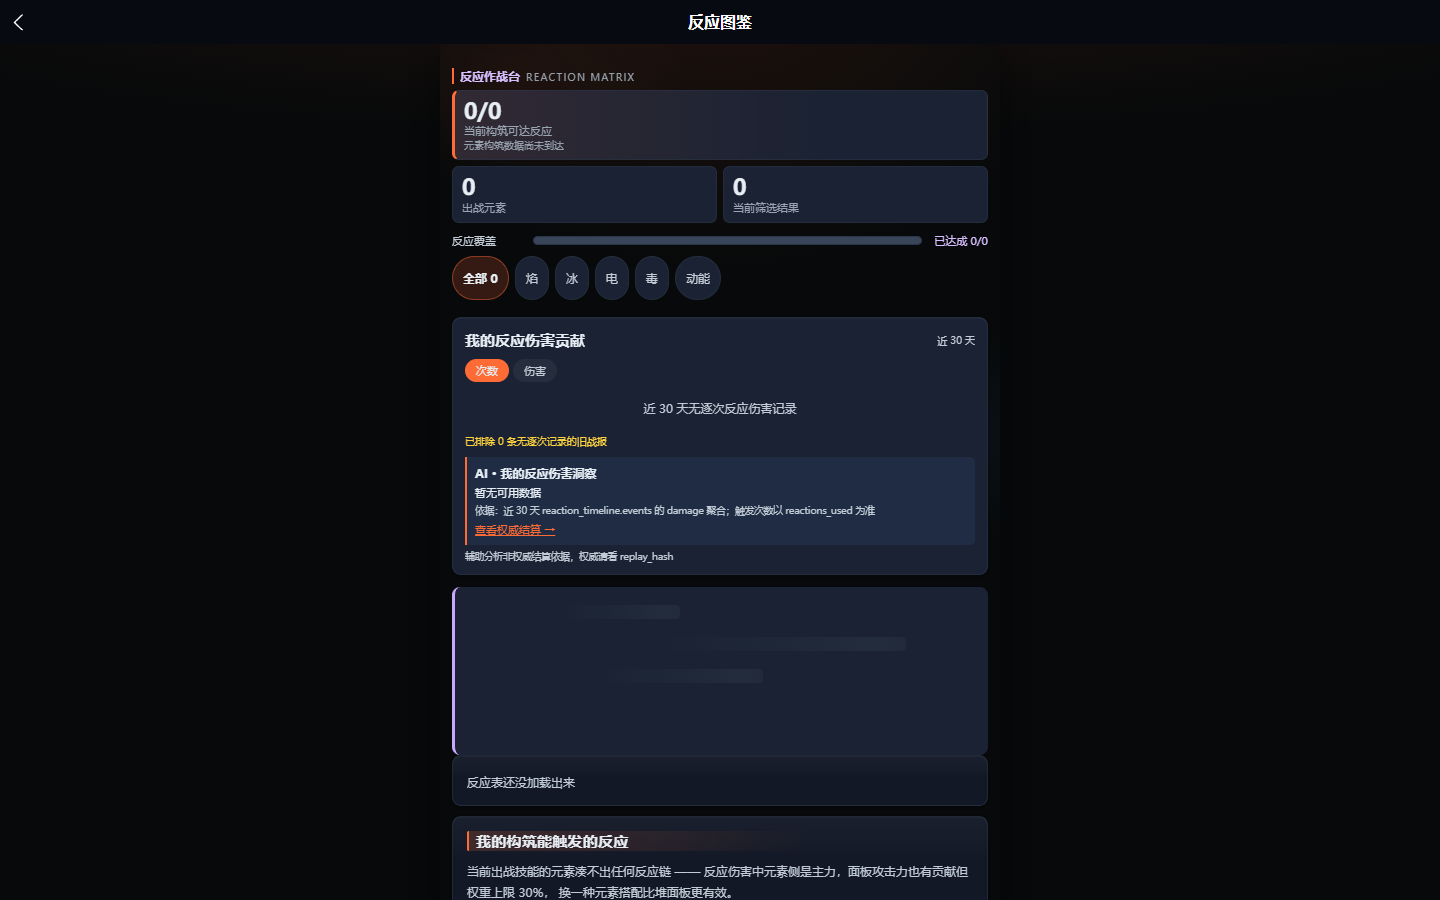 反应图鉴
反应作战台 REACTION MATRIX
0/0
当前构筑可达反应
元素构筑数据尚未到达
0
出战元素
0
当前筛选结果
反应覆盖
已达成 0/0
全部 0
焰
冰
电
毒
动能
我的反应伤害贡献
近 30 天
次数
伤害
近 30 天无逐次反应伤害记录
已排除 0 条无逐次记录的旧战报
AI · 我的反应伤害洞察
暂无可用数据
依据：近 30 天 reaction_timeline.events 的 damage 聚合；触发次数以 reactions_used 为准
查看权威结算 →
辅助分析非权威结算依据，权威请看 replay_hash
反应表还没加载出来
我的构筑能触发的反应
当前出战技能的元素凑不出任何反应链 —— 反应伤害中元素侧是主力，面板攻击力也有贡献但
权重上限 30%， 换一种元素搭配比堆面板更有效。